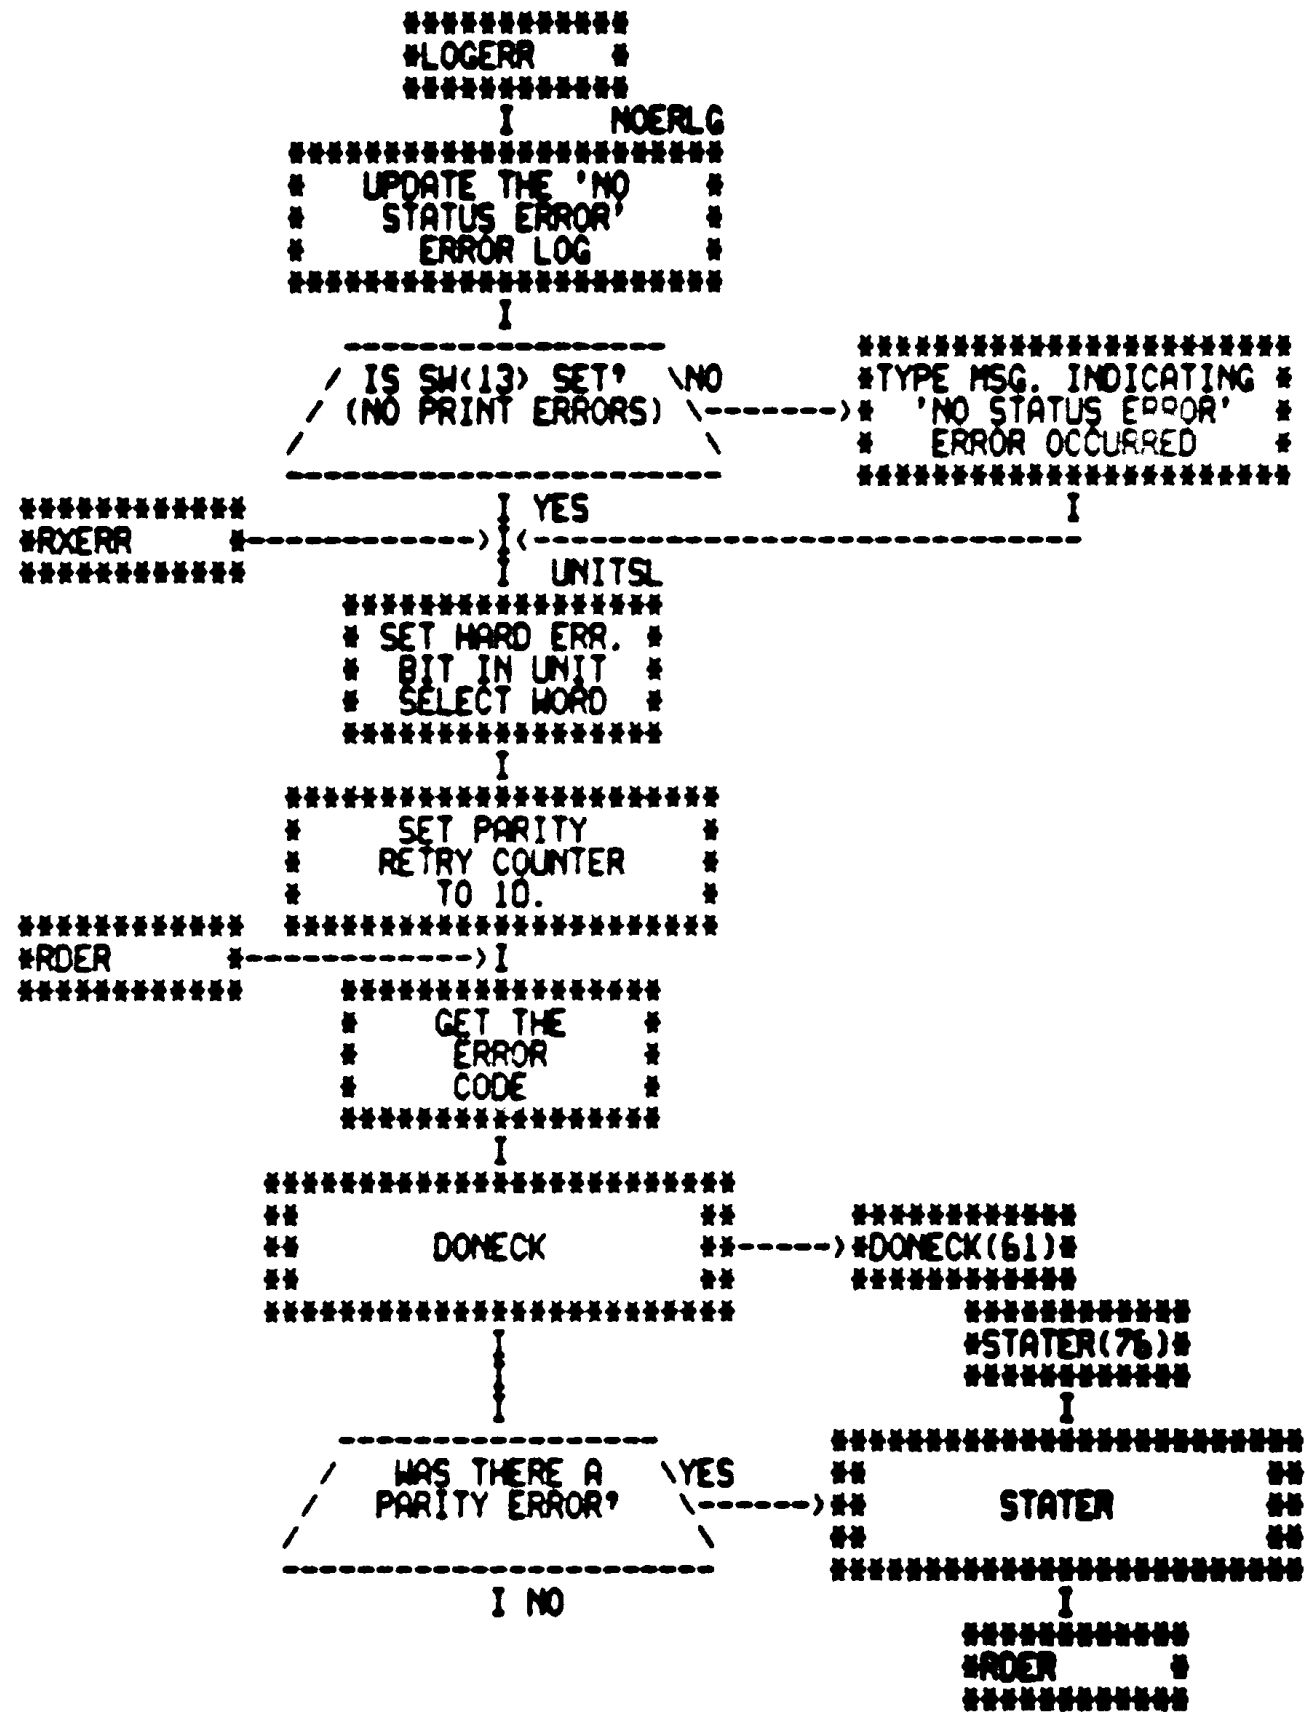 LOGERR
NOERLG
UPDATE THE 'NO
STATUS ERROR'
ERROR LOG
IS SW(13) SET?
(NO PRINT ERRORS)
NO
TYPE MSG. INDICATING
'NO STATUS ERROR'
ERROR OCCURRED
YES
RXERR
UNITSL
SET HARD ERR.
BIT IN UNIT
SELECT WORD
SET PARITY
RETRY COUNTER
TO 10.
RDER
GET THE
ERROR
CODE
DONECK
DONECK(61)
STATER(76)
WAS THERE A
PARITY ERROR?
YES
STATER
NO
RDER